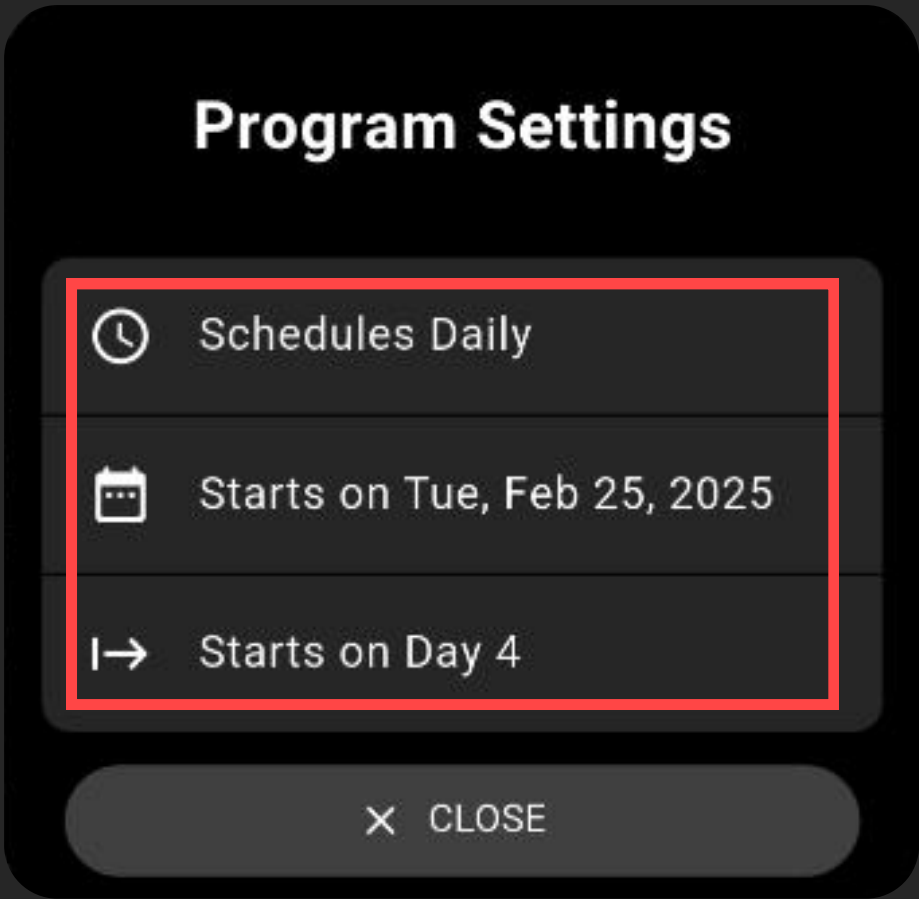 Program Settings
Schedules Daily
Starts on Tue, Feb 25, 2025
Starts on Day 4
CLOSE